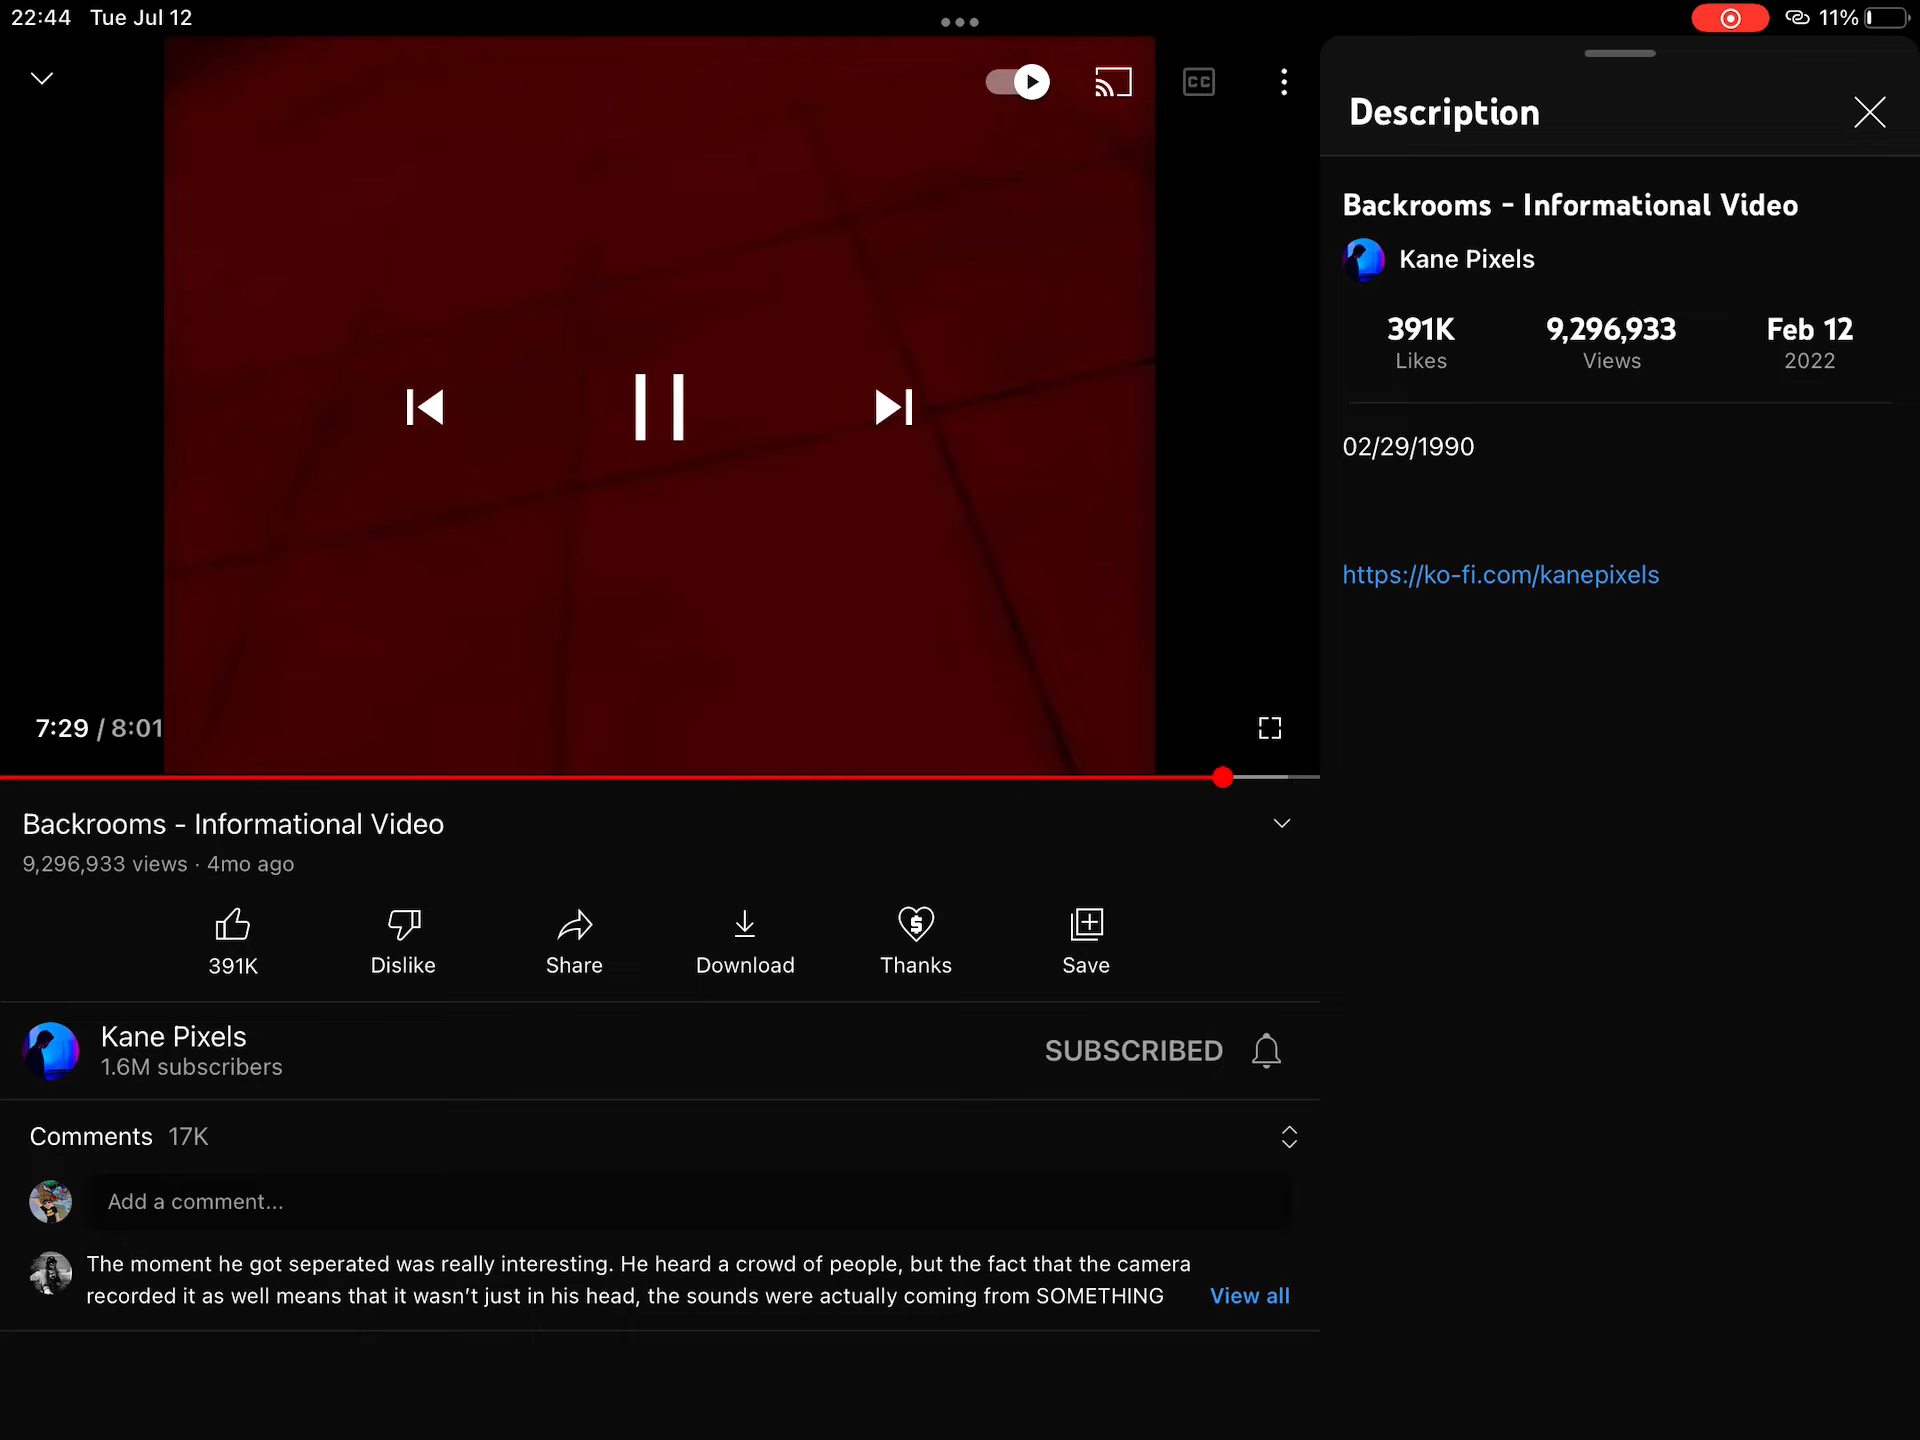 22:44 Tue Jul 12
11%
CC
7:29 / 8:01
Backrooms - Informational Video
9,296,933 views · 4mo ago
391K
Dislike
Share
Download
Thanks
Save
Kane Pixels
1.6M subscribers
SUBSCRIBED
Comments 17K
Add a comment...
The moment he got seperated was really interesting. He heard a crowd of people, but the fact that the camera
recorded it as well means that it wasn't just in his head, the sounds were actually coming from SOMETHING
View all
Description
Backrooms - Informational Video
Kane Pixels
391K 9,296,933 Feb 12
Likes Views 2022
02/29/1990
https://ko-fi.com/kanepixels